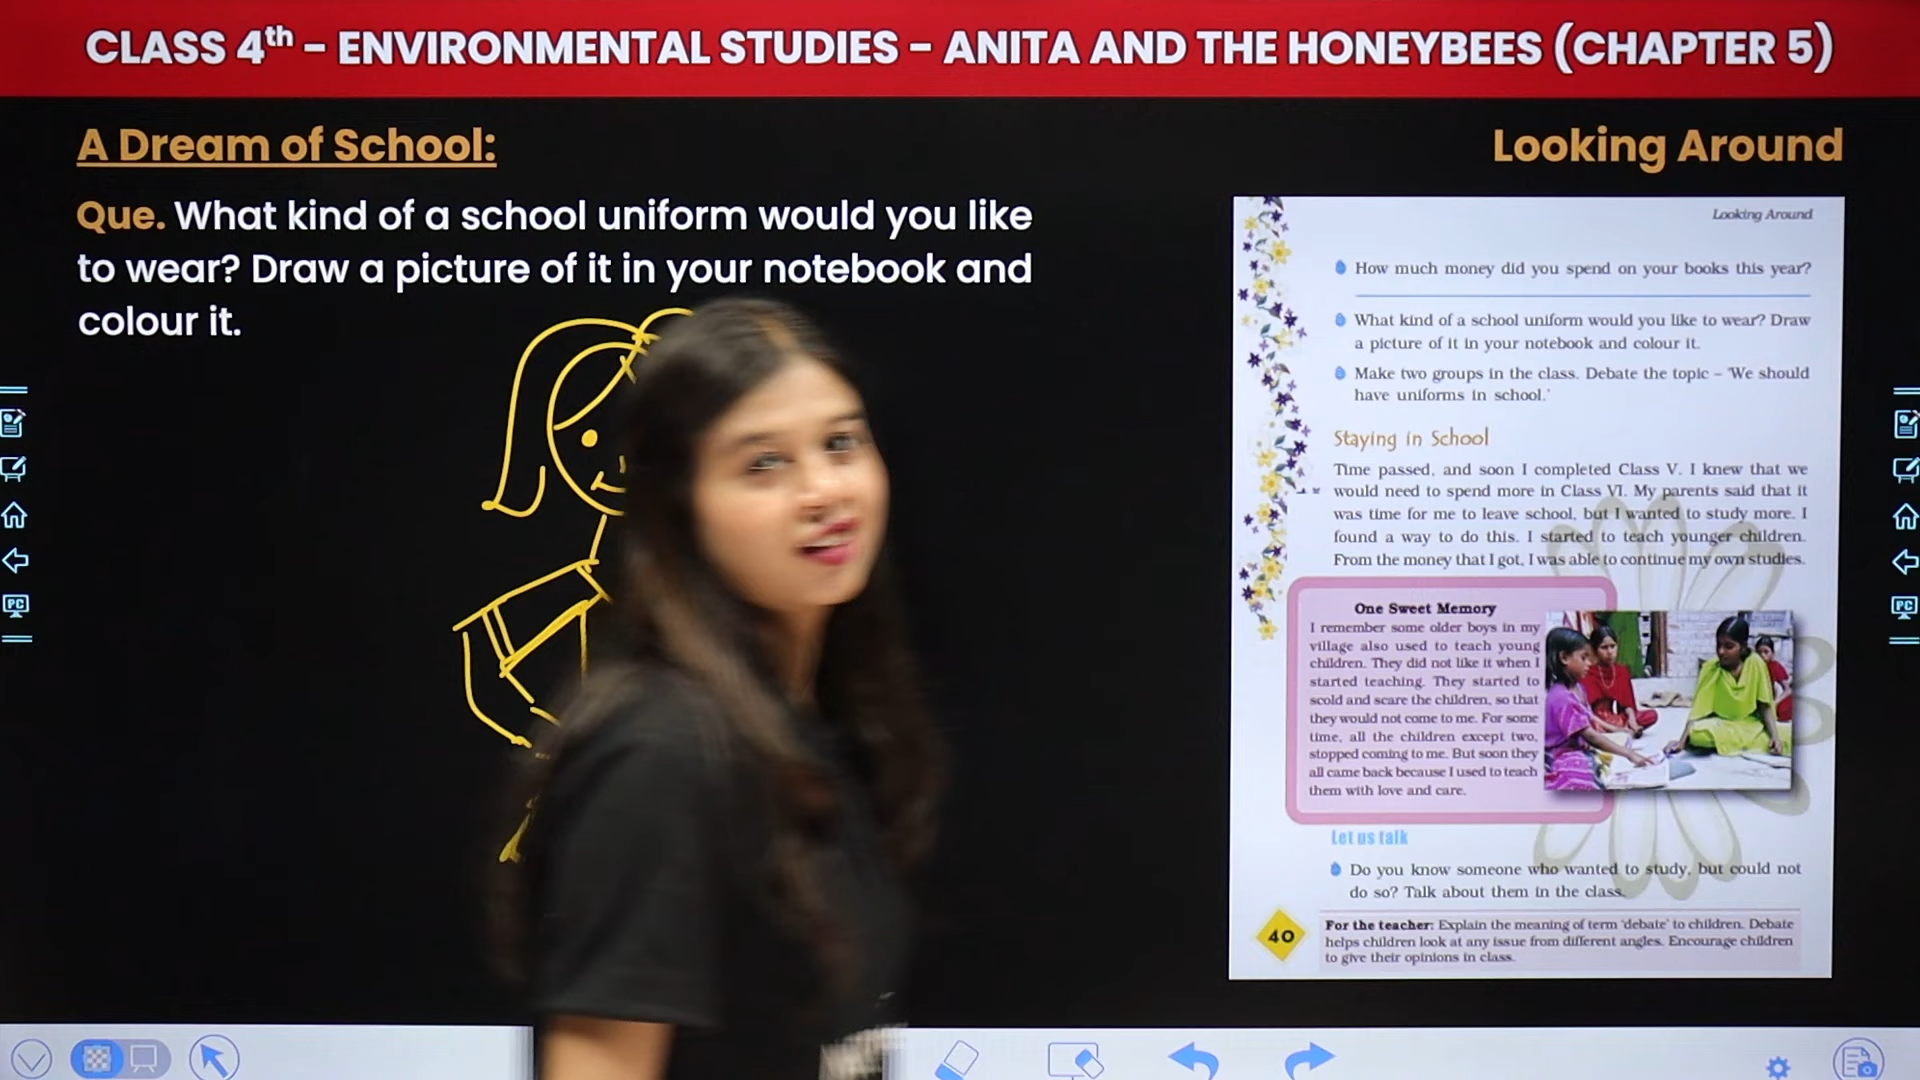 CLASS 4th – ENVIRONMENTAL STUDIES – ANITA AND THE HONEYBEES (CHAPTER 5)
A Dream of School:
Looking Around
Que. What kind of a school uniform would you like
to wear? Draw a picture of it in your notebook and
colour it.
Looking Around
How much money did you spend on your books this year?
What kind of a school uniform would you like to wear? Draw
a picture of it in your notebook and colour it.
Make two groups in the class. Debate the topic – 'We should
have uniforms in school.'
Staying in School
Time passed, and soon I completed Class V. I knew that we
would need to spend more in Class VI. My parents said that it
was time for me to leave school, but I wanted to study more. I
found a way to do this. I started to teach younger children.
From the money that I got, I was able to continue my own studies.
One Sweet Memory
I remember some older boys in my
village also used to teach young
children. They did not like it when I
started teaching. They started to
scold and scare the children, so that
they would not come to me. For some
time, all the children except two,
stopped coming to me. But soon they
all came back because I used to teach
them with love and care.
Let us talk
Do you know someone who wanted to study, but could not
do so? Talk about them in the class.
40
For the teacher: Explain the meaning of term 'debate' to children. Debate
helps children look at any issue from different angles. Encourage children
to give their opinions in class.
PC
PC